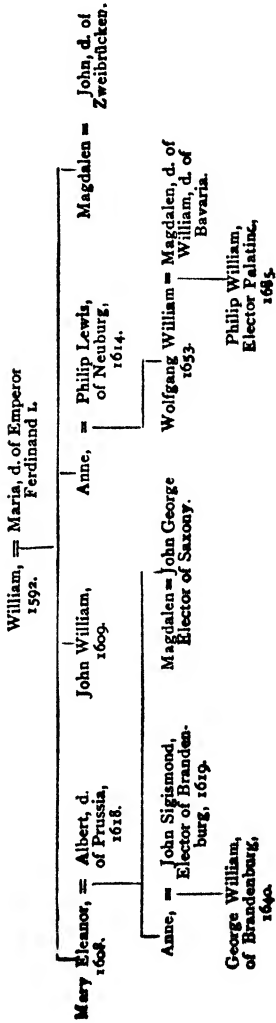 William, = Maria, d. of Emperor
1592. Ferdinand I.
Mary Eleanor, = Albert, d.
1608. of Prussia,
1618.
John William,
1609.
Anne, = Philip Lewis,
of Neuburg,
1614.
Magdalen = John, d. of
Zweibrücken.
Anne, = John Sigismond,
Elector of Branden-
burg, 1619.
Magdalen = John George
Elector of Saxony.
Wolfgang William = Magdalen, d. of
1653. William, d. of
Bavaria.
George William,
of Brandenburg,
1640.
Philip William,
Elector Palatine,
1685.